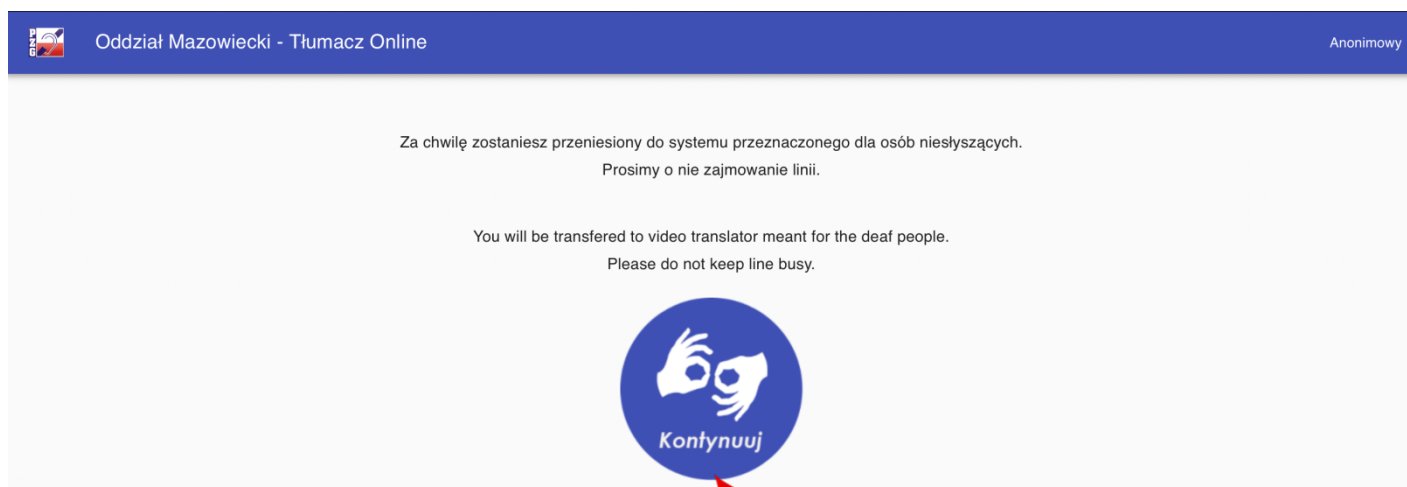 PZG
Oddział Mazowiecki - Tłumacz Online
Anonimowy
Za chwilę zostaniesz przeniesiony do systemu przeznaczonego dla osób niesłyszących.
Prosimy o nie zajmowanie linii.
You will be transfered to video translator meant for the deaf people.
Please do not keep line busy.
Kontynuuj